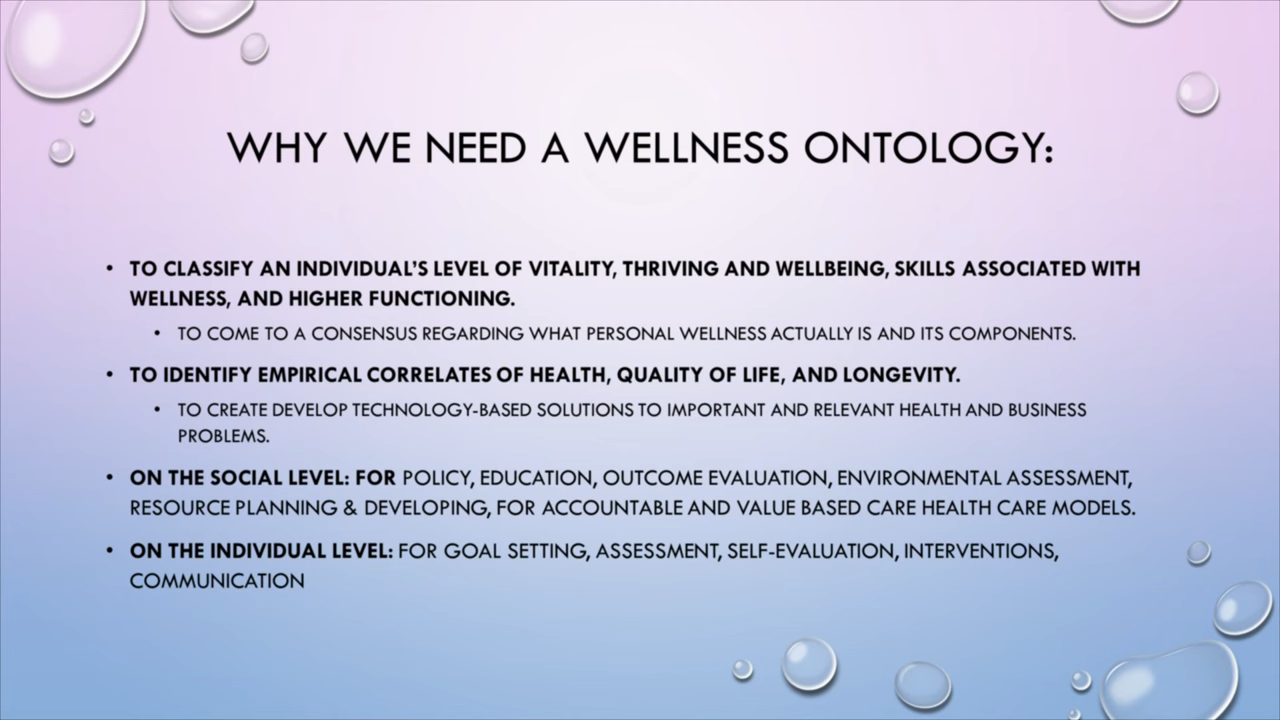 WHY WE NEED A WELLNESS ONTOLOGY:
• TO CLASSIFY AN INDIVIDUAL’S LEVEL OF VITALITY, THRIVING AND WELLBEING, SKILLS ASSOCIATED WITH
WELLNESS, AND HIGHER FUNCTIONING.
• TO COME TO A CONSENSUS REGARDING WHAT PERSONAL WELLNESS ACTUALLY IS AND ITS COMPONENTS.
• TO IDENTIFY EMPIRICAL CORRELATES OF HEALTH, QUALITY OF LIFE, AND LONGEVITY.
• TO CREATE DEVELOP TECHNOLOGY-BASED SOLUTIONS TO IMPORTANT AND RELEVANT HEALTH AND BUSINESS
PROBLEMS.
• ON THE SOCIAL LEVEL: FOR POLICY, EDUCATION, OUTCOME EVALUATION, ENVIRONMENTAL ASSESSMENT,
RESOURCE PLANNING & DEVELOPING, FOR ACCOUNTABLE AND VALUE BASED CARE HEALTH CARE MODELS.
• ON THE INDIVIDUAL LEVEL: FOR GOAL SETTING, ASSESSMENT, SELF-EVALUATION, INTERVENTIONS,
COMMUNICATION